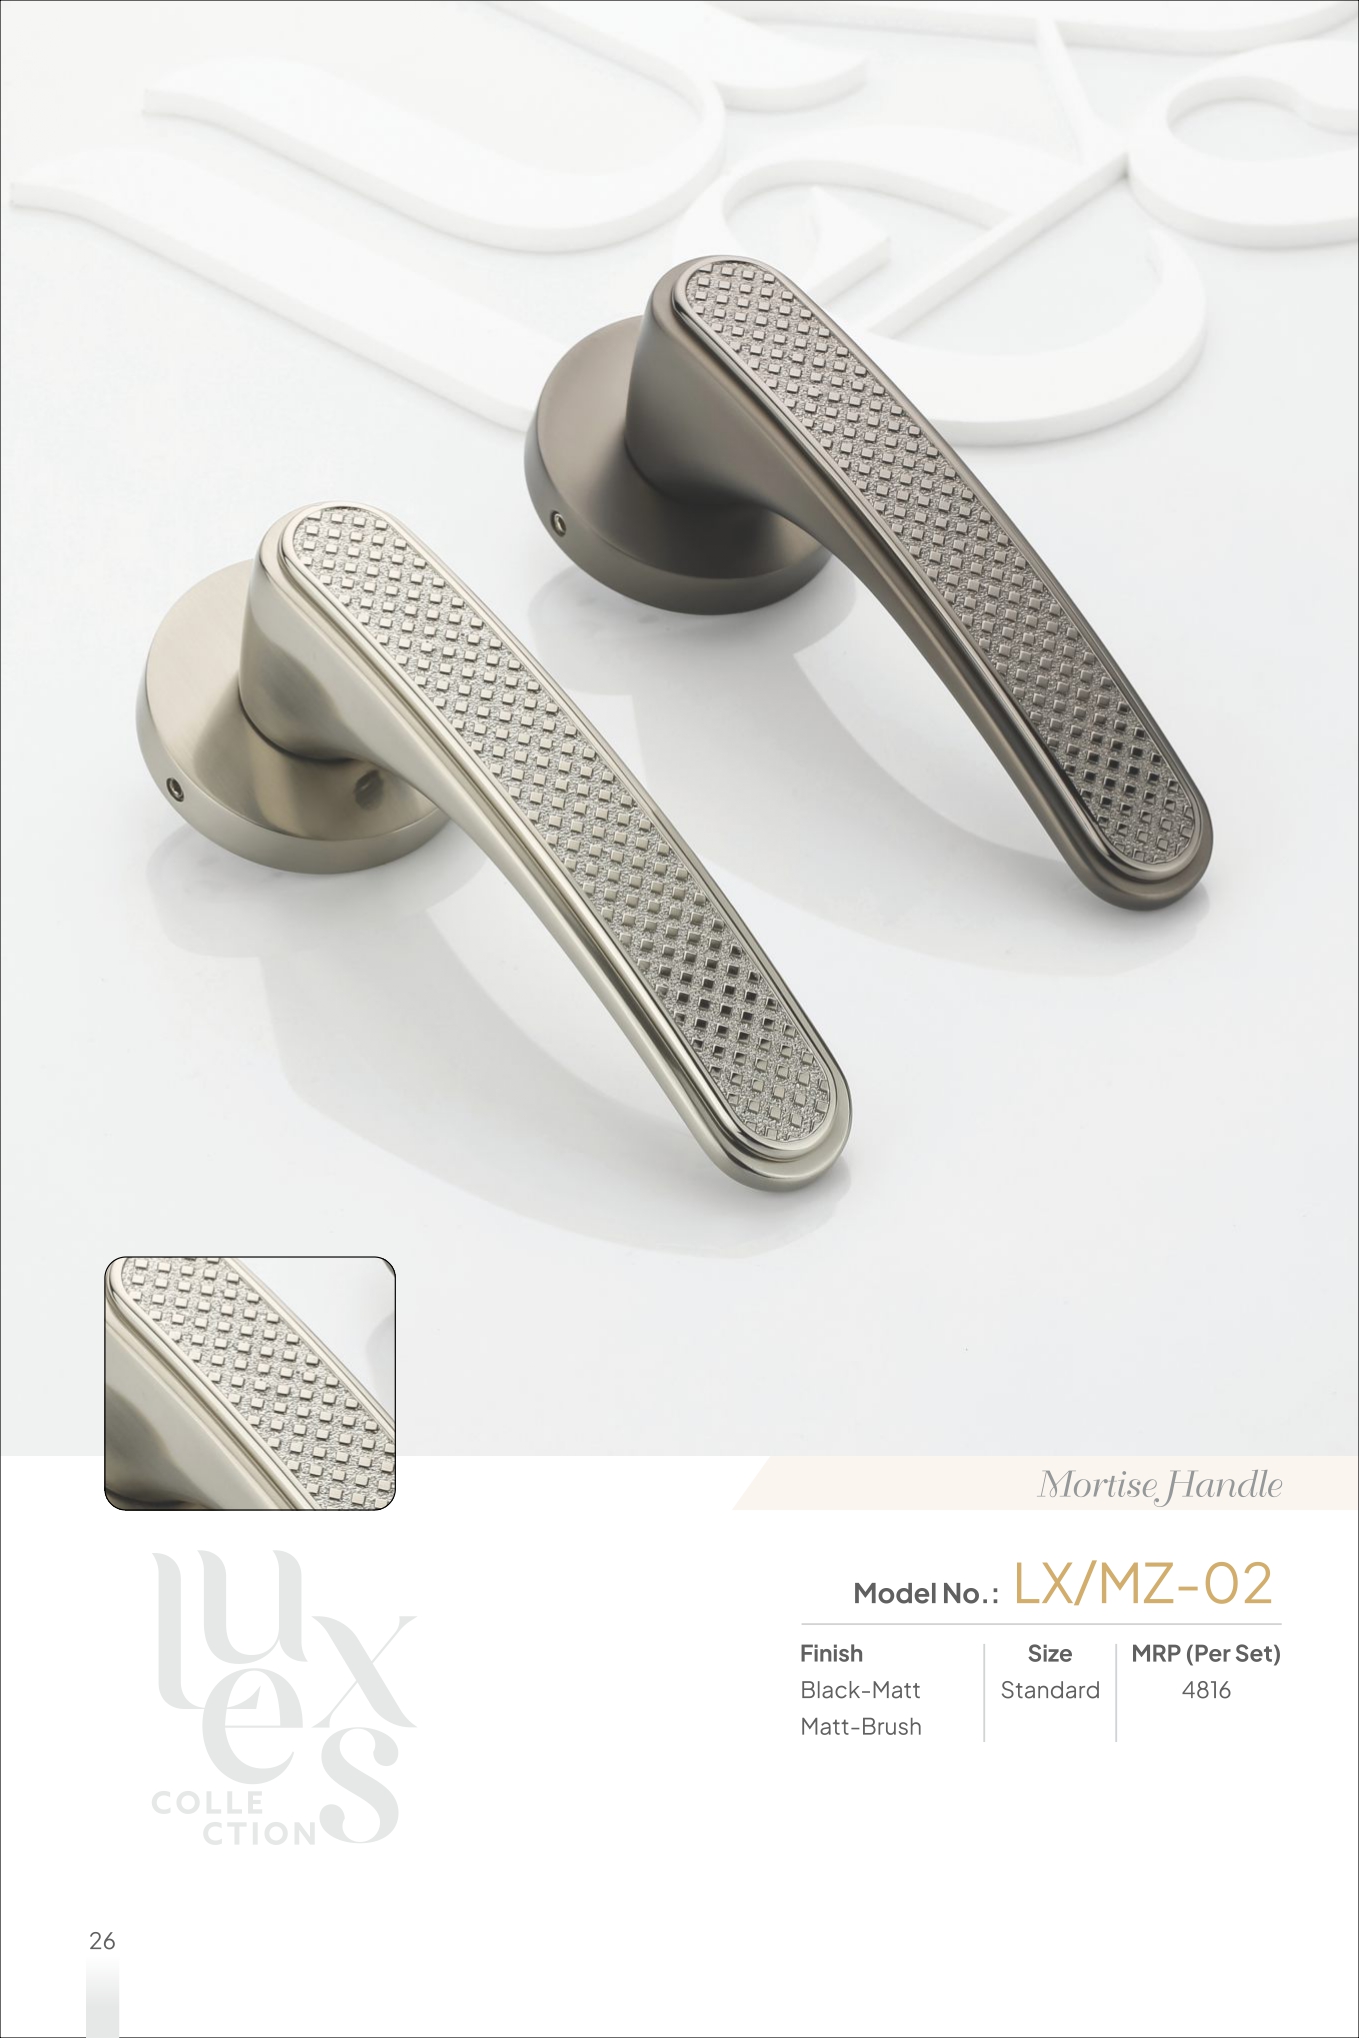 Mortise Handle
Model No.: LX/MZ-02
Finish Size MRP (Per Set)
Black-Matt Standard 4816
Matt-Brush
luxes
COLLE
CTION
26